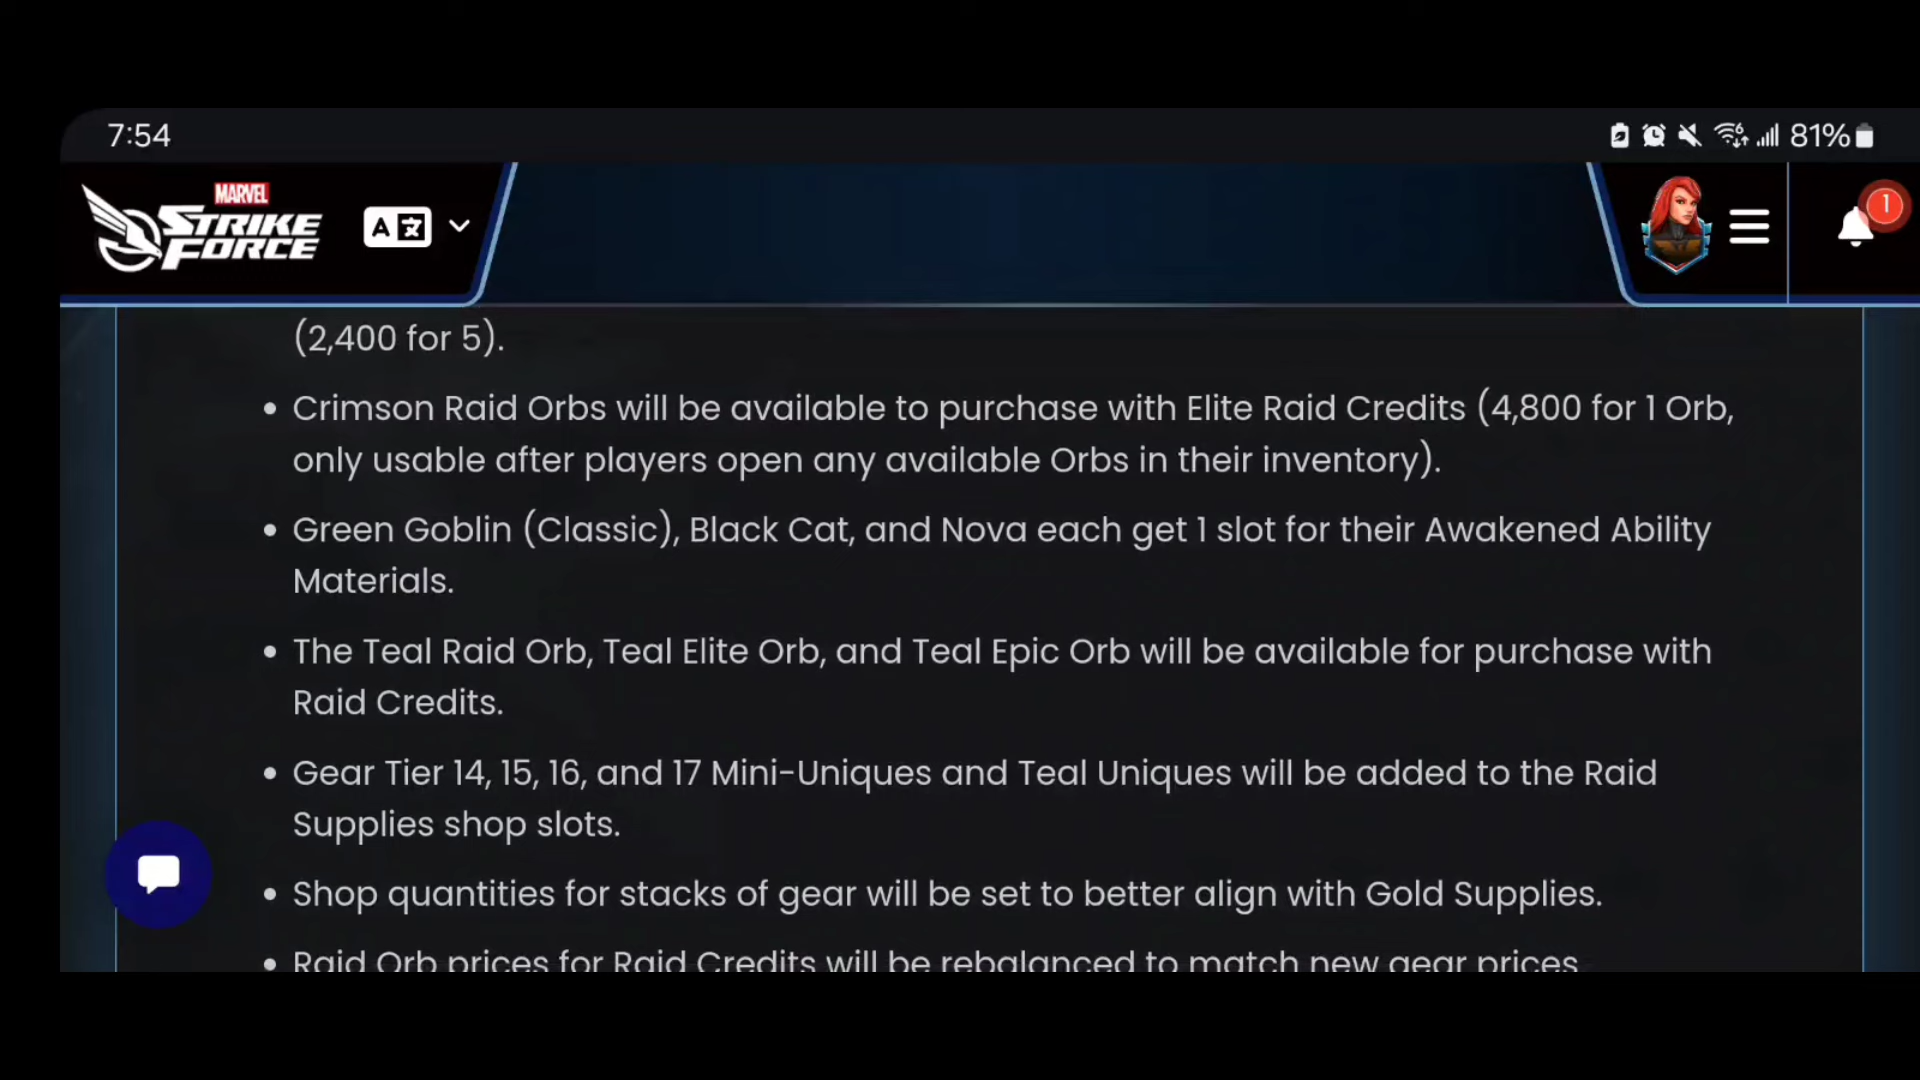 7:54
81%
MARVEL
STRIKE
FORCE
A文
1
(2,400 for 5).
• Crimson Raid Orbs will be available to purchase with Elite Raid Credits (4,800 for 1 Orb,
only usable after players open any available Orbs in their inventory).
• Green Goblin (Classic), Black Cat, and Nova each get 1 slot for their Awakened Ability
Materials.
• The Teal Raid Orb, Teal Elite Orb, and Teal Epic Orb will be available for purchase with
Raid Credits.
• Gear Tier 14, 15, 16, and 17 Mini-Uniques and Teal Uniques will be added to the Raid
Supplies shop slots.
• Shop quantities for stacks of gear will be set to better align with Gold Supplies.
• Raid Orb prices for Raid Credits will be rebalanced to match new gear prices